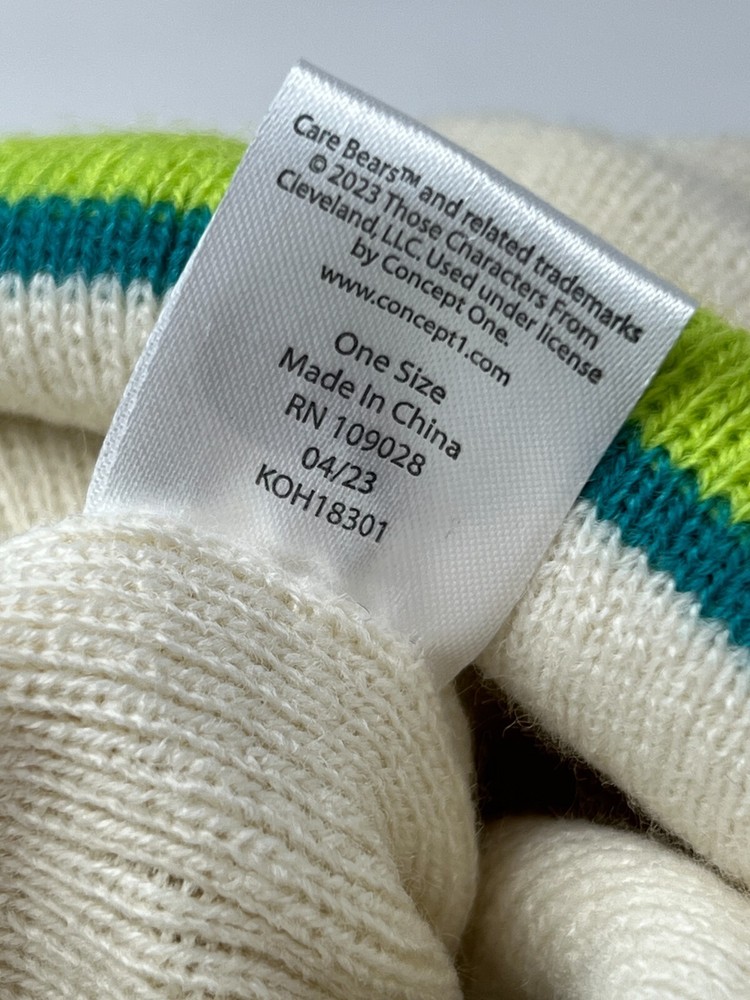 Care Bears™ and related trademarks
© 2023 Those Characters From
Cleveland, LLC. Used under license
by Concept One.
www.concept1.com
One Size
Made In China
RN 109028
04/23
KOH18301